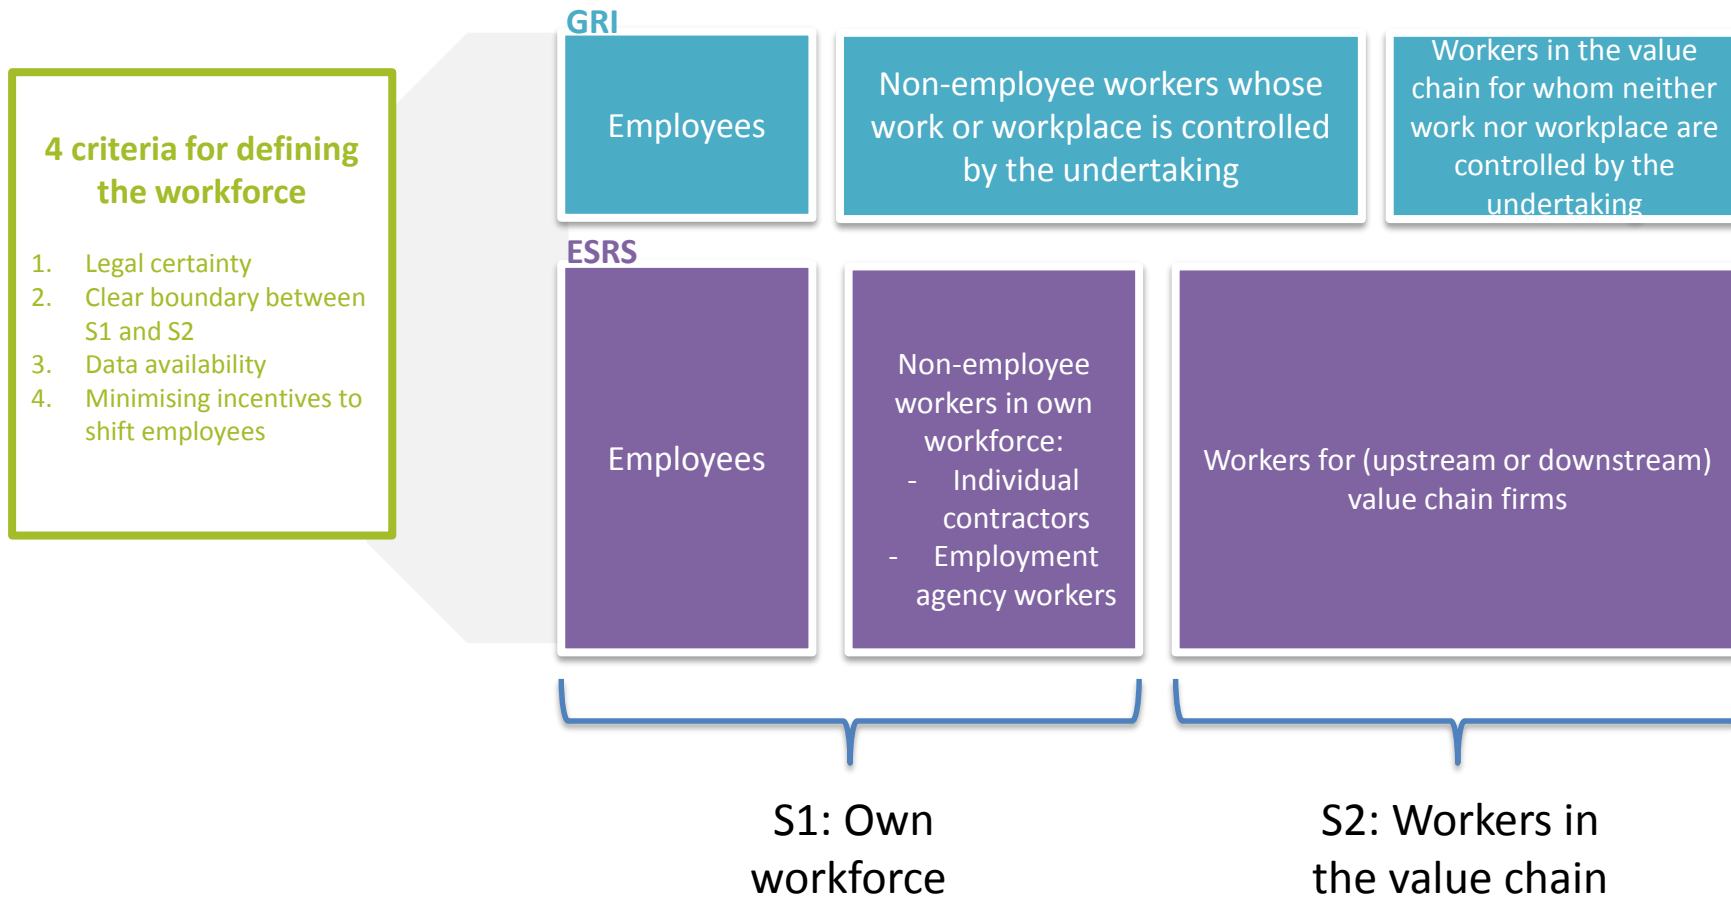 4 criteria for defining
the workforce
1. Legal certainty
2. Clear boundary between
S1 and S2
3. Data availability
4. Minimising incentives to
shift employees
GRI
Employees
Non-employee workers whose
work or workplace is controlled
by the undertaking
Workers in the value
chain for whom neither
work nor workplace are
controlled by the
undertaking
ESRS
Employees
Non-employee
workers in own
workforce:
- Individual
contractors
- Employment
agency workers
Workers for (upstream or downstream)
value chain firms
S1: Own
workforce
S2: Workers in
the value chain